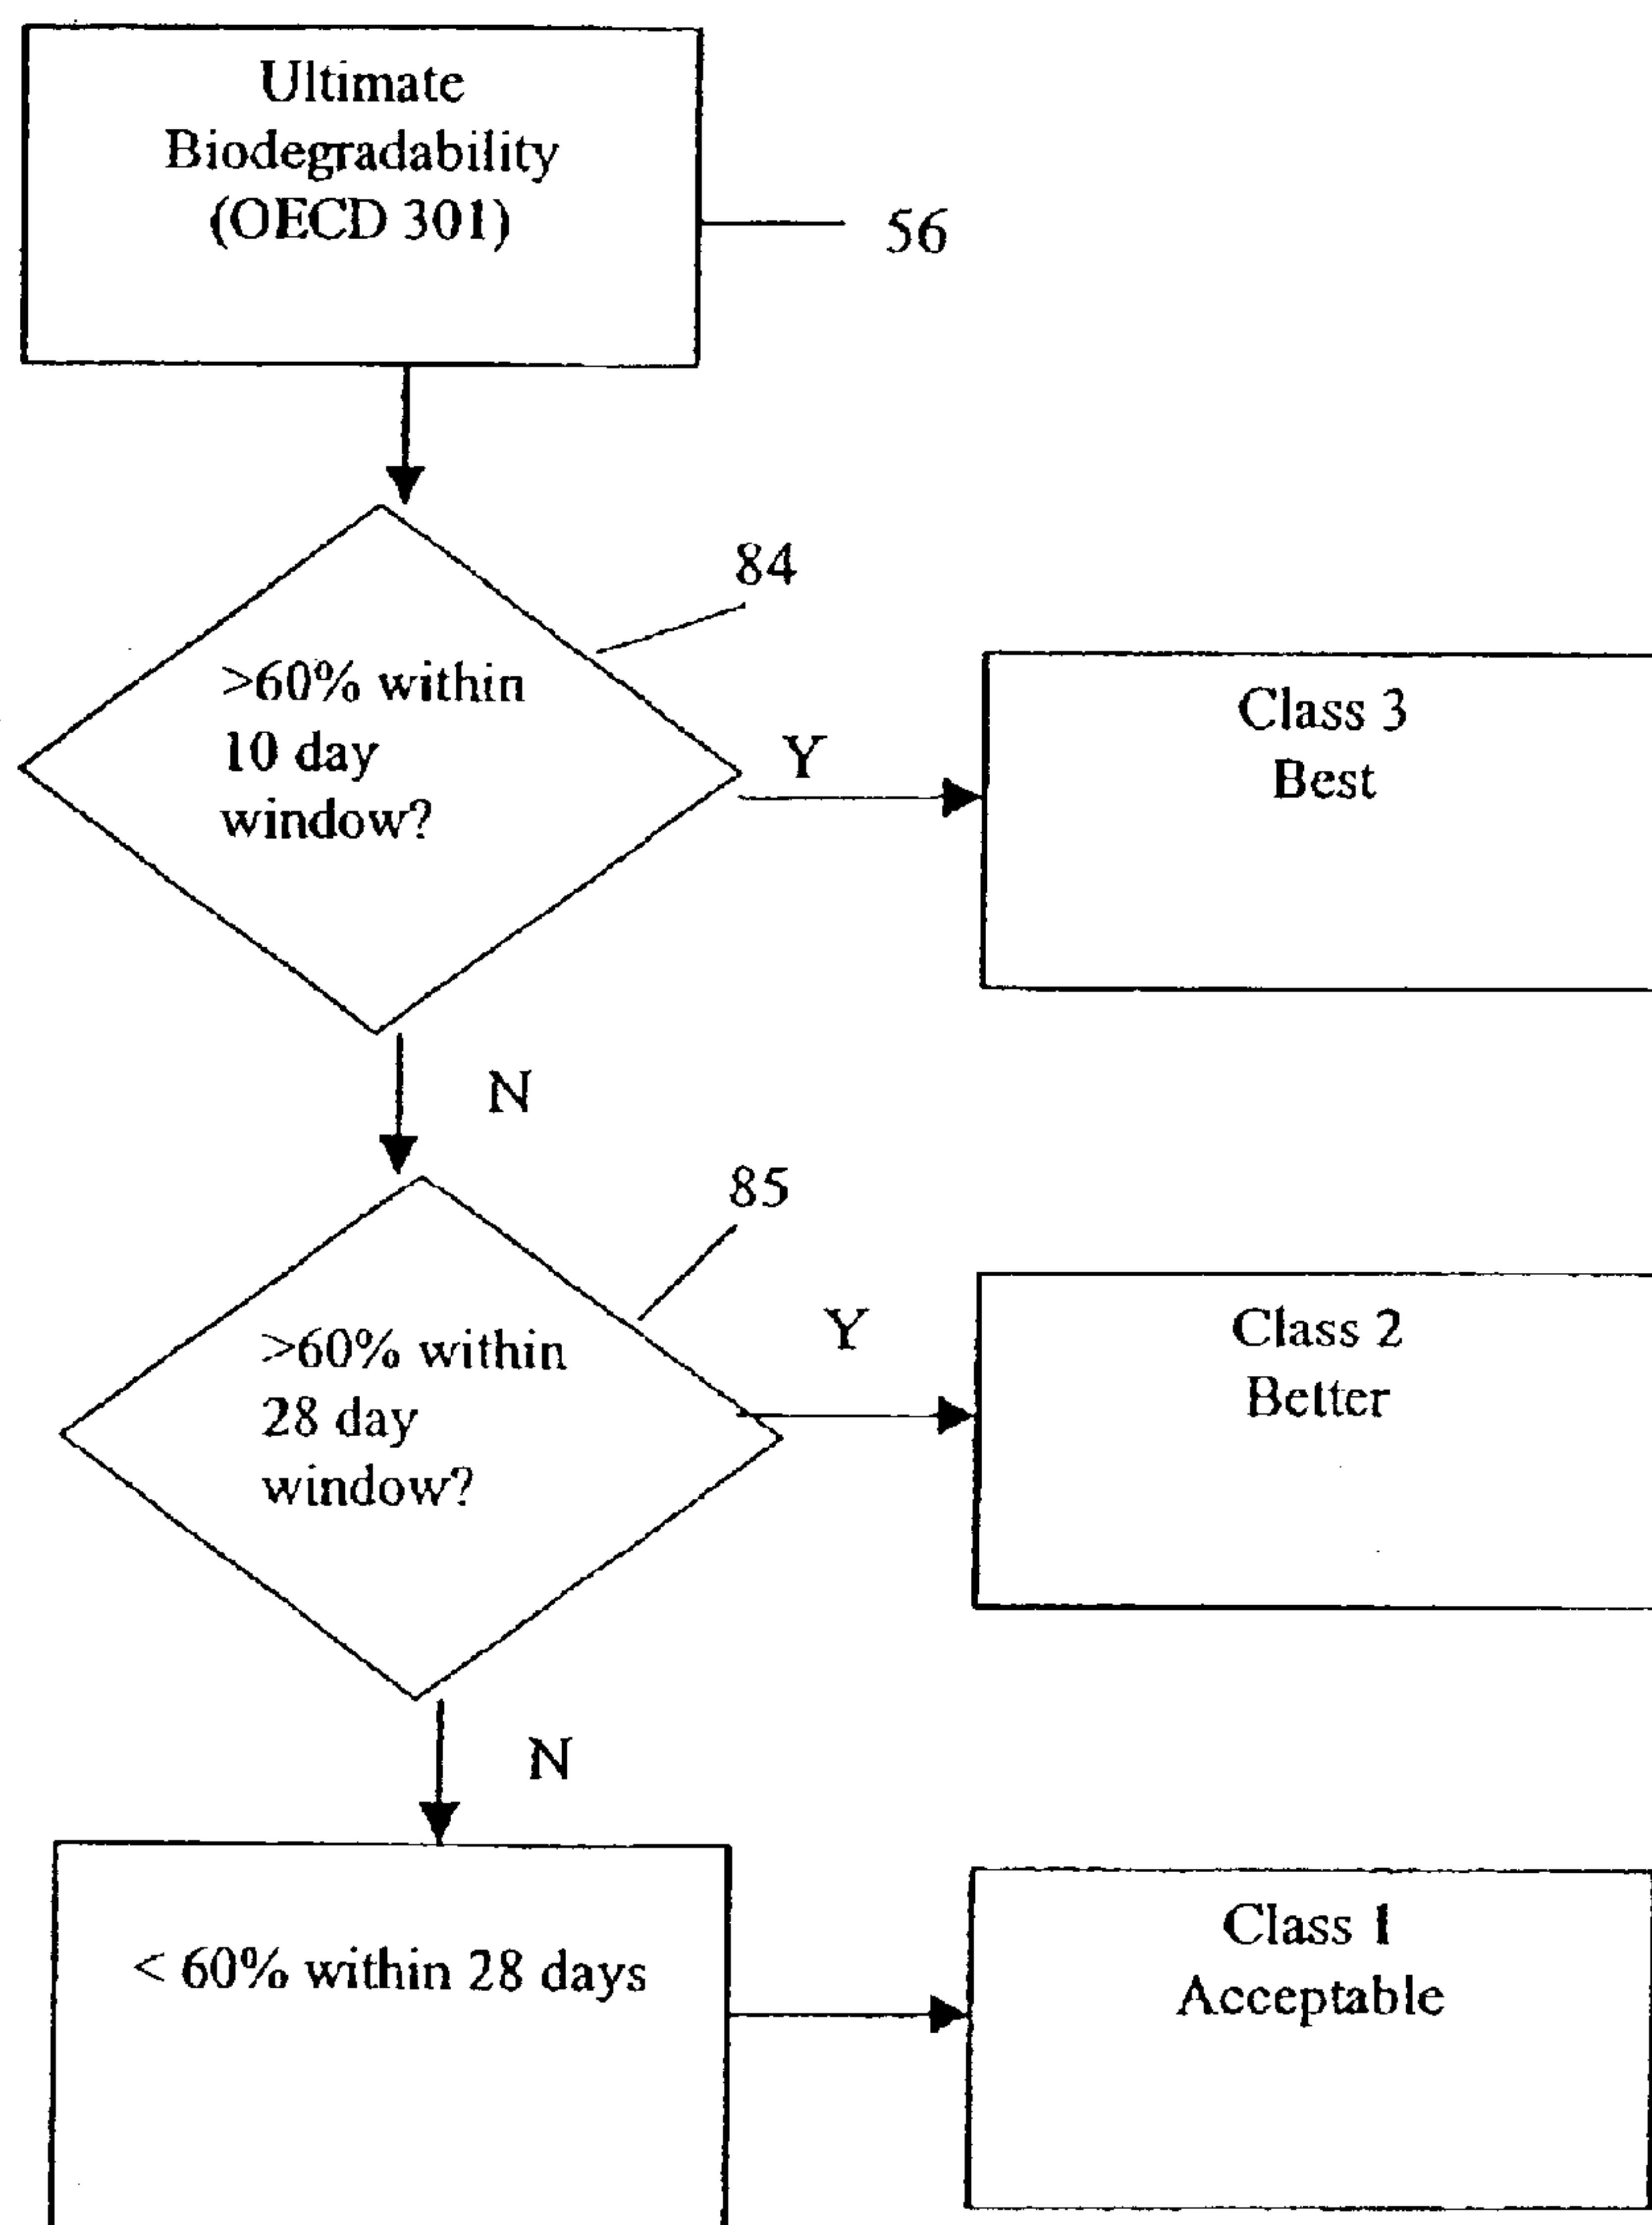 Ultimate
Biodegradability
(OECD 301)
56
84
>60% within
10 day
window?
Y
Class 3
Best
N
85
>60% within
28 day
window?
Y
Class 2
Better
N
< 60% within 28 days
Class 1
Acceptable